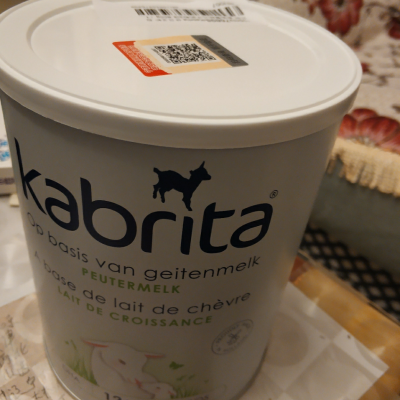 kabrita®
Op basis van geitenmelk
PEUTERMELK
à base de lait de chèvre
LAIT DE CROISSANCE